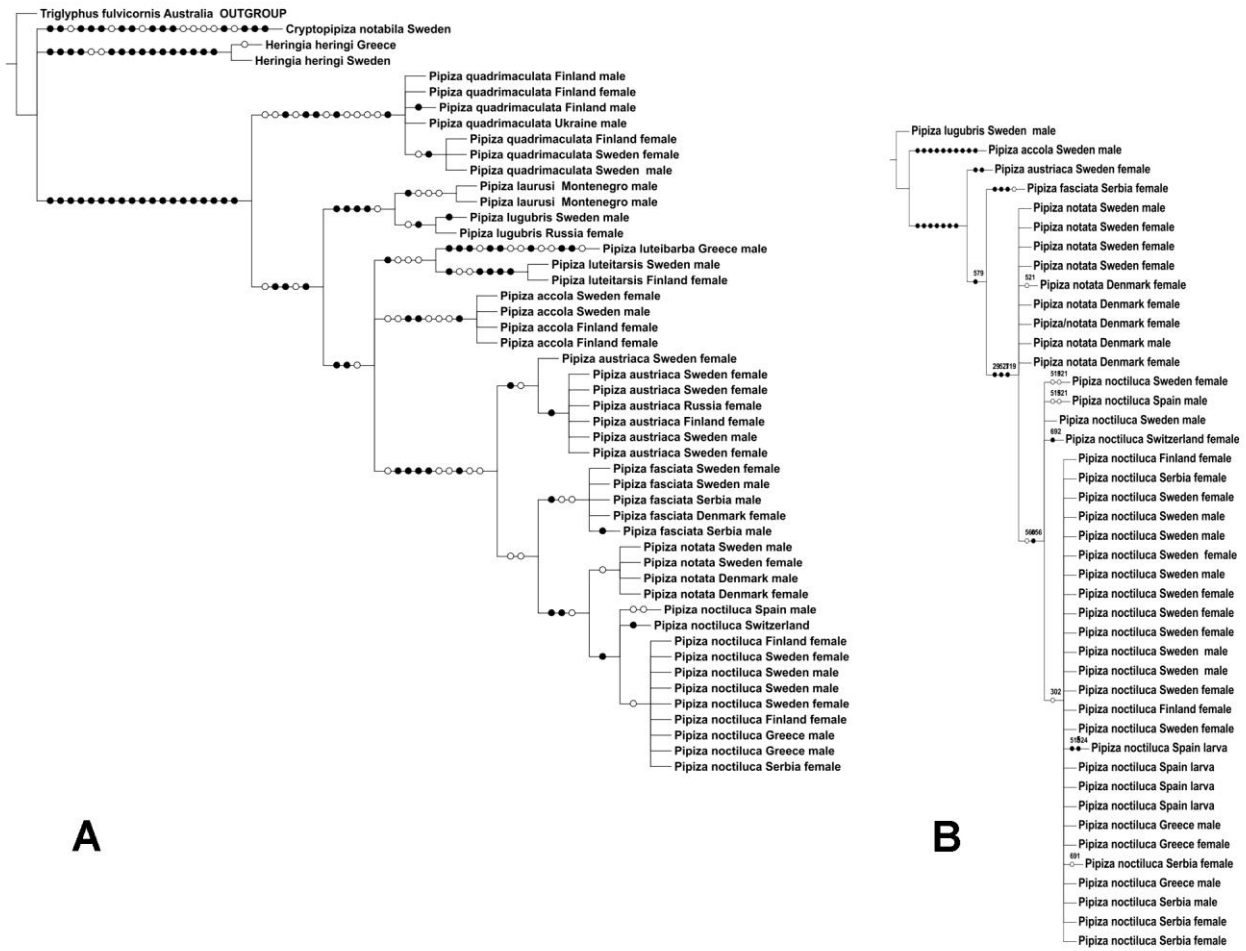 Triglyphus fulvicornis Australia OUTGROUP
Cryptopipiza notabila Sweden
Heringia heringi Greece
Heringia heringi Sweden
Pipiza quadrimaculata Finland male
Pipiza quadrimaculata Finland female
Pipiza quadrimaculata Finland male
Pipiza quadrimaculata Ukraine male
Pipiza quadrimaculata Finland female
Pipiza quadrimaculata Sweden female
Pipiza quadrimaculata Sweden male
Pipiza laurusi Montenegro male
Pipiza laurusi Montenegro male
Pipiza lugubris Sweden male
Pipiza lugubris Russia female
Pipiza luteibarba Greece male
Pipiza luteitarsis Sweden male
Pipiza luteitarsis Finland female
Pipiza accola Sweden female
Pipiza accola Sweden male
Pipiza accola Finland female
Pipiza accola Finland female
Pipiza austriaca Sweden female
Pipiza austriaca Sweden female
Pipiza austriaca Sweden female
Pipiza austriaca Russia female
Pipiza austriaca Finland female
Pipiza austriaca Sweden male
Pipiza austriaca Sweden female
Pipiza fasciata Sweden female
Pipiza fasciata Sweden male
Pipiza fasciata Serbia male
Pipiza fasciata Denmark female
Pipiza fasciata Serbia male
Pipiza notata Sweden male
Pipiza notata Sweden female
Pipiza notata Denmark male
Pipiza notata Denmark female
Pipiza noctiluca Spain male
Pipiza noctiluca Switzerland
Pipiza noctiluca Finland female
Pipiza noctiluca Sweden female
Pipiza noctiluca Sweden male
Pipiza noctiluca Sweden male
Pipiza noctiluca Sweden female
Pipiza noctiluca Finland female
Pipiza noctiluca Greece male
Pipiza noctiluca Greece male
Pipiza noctiluca Serbia female
A
Pipiza lugubris Sweden male
Pipiza accola Sweden male
Pipiza austriaca Sweden female
Pipiza fasciata Serbia female
Pipiza notata Sweden male
Pipiza notata Sweden female
Pipiza notata Sweden female
Pipiza notata Sweden female
579
521
Pipiza notata Denmark female
Pipiza notata Denmark female
Pipiza/notata Denmark female
Pipiza notata Denmark male
Pipiza notata Denmark female
Pipiza noctiluca Sweden female
Pipiza noctiluca Spain male
Pipiza noctiluca Sweden male
692
Pipiza noctiluca Switzerland female
Pipiza noctiluca Finland female
Pipiza noctiluca Serbia female
Pipiza noctiluca Sweden female
Pipiza noctiluca Sweden male
Pipiza noctiluca Sweden male
Pipiza noctiluca Sweden female
Pipiza noctiluca Sweden male
Pipiza noctiluca Sweden female
Pipiza noctiluca Sweden female
Pipiza noctiluca Sweden female
Pipiza noctiluca Sweden male
Pipiza noctiluca Sweden male
302
Pipiza noctiluca Sweden female
Pipiza noctiluca Finland female
Pipiza noctiluca Sweden female
Pipiza noctiluca Spain larva
Pipiza noctiluca Spain larva
Pipiza noctiluca Spain larva
Pipiza noctiluca Spain larva
Pipiza noctiluca Greece male
Pipiza noctiluca Greece female
691
Pipiza noctiluca Serbia female
Pipiza noctiluca Greece male
Pipiza noctiluca Serbia male
Pipiza noctiluca Serbia female
Pipiza noctiluca Serbia female
B